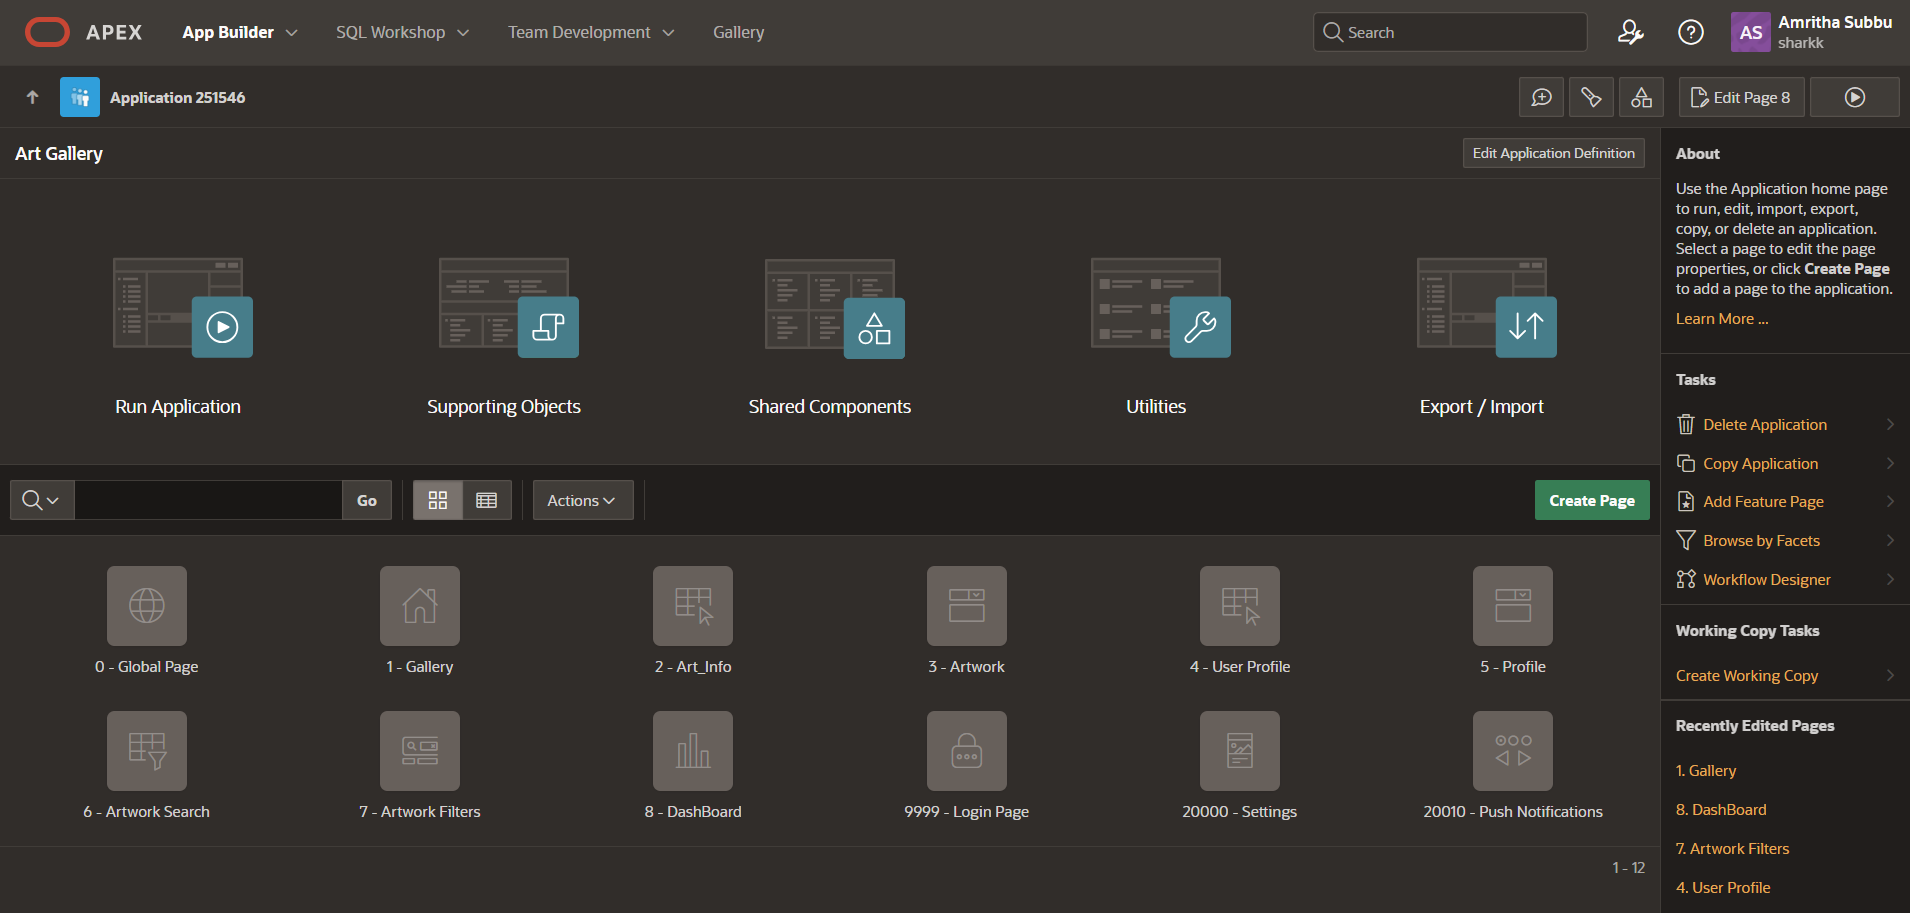 APEX App Builder SQL Workshop Team Development Gallery Search AS Amritha Subbu
sharkk
Application 251546 Edit Page 8
Art Gallery Edit Application Definition
Run Application Supporting Objects Shared Components Utilities Export / Import
Go Actions Create Page
0 - Global Page 1 - Gallery 2 - Art_Info 3 - Artwork 4 - User Profile 5 - Profile
6 - Artwork Search 7 - Artwork Filters 8 - DashBoard 9999 - Login Page 20000 - Settings 20010 - Push Notifications
1 - 12
About
Use the Application home page
to run, edit, import, export,
copy, or delete an application.
Select a page to edit the page
properties, or click Create Page
to add a page to the application.
Learn More ...
Tasks
Delete Application
Copy Application
Add Feature Page
Browse by Facets
Workflow Designer
Working Copy Tasks
Create Working Copy
Recently Edited Pages
1. Gallery
8. DashBoard
7. Artwork Filters
4. User Profile